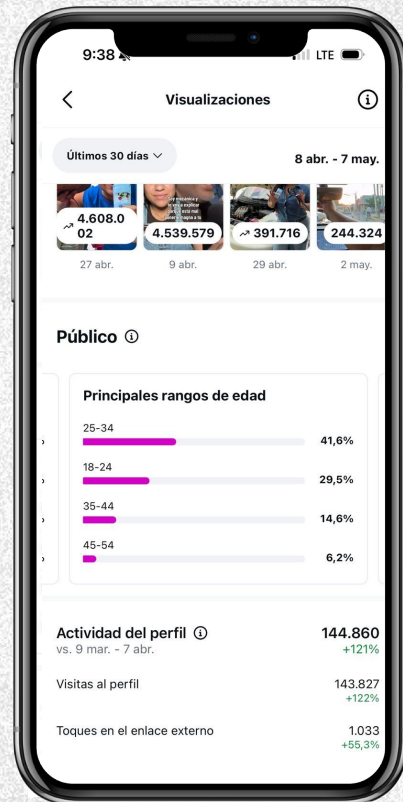 9:38
LTE
Visualizaciones
Últimos 30 días
8 abr. - 7 may.
4.608.0
02
4.539.579
391.716
244.324
27 abr.
9 abr.
29 abr.
2 may.
Público
Principales rangos de edad
25-34
41,6%
18-24
29,5%
35-44
14,6%
45-54
6,2%
Actividad del perfil
144.860
vs. 9 mar. - 7 abr.
+121%
Visitas al perfil
143.827
+122%
Toques en el enlace externo
1.033
+55,3%